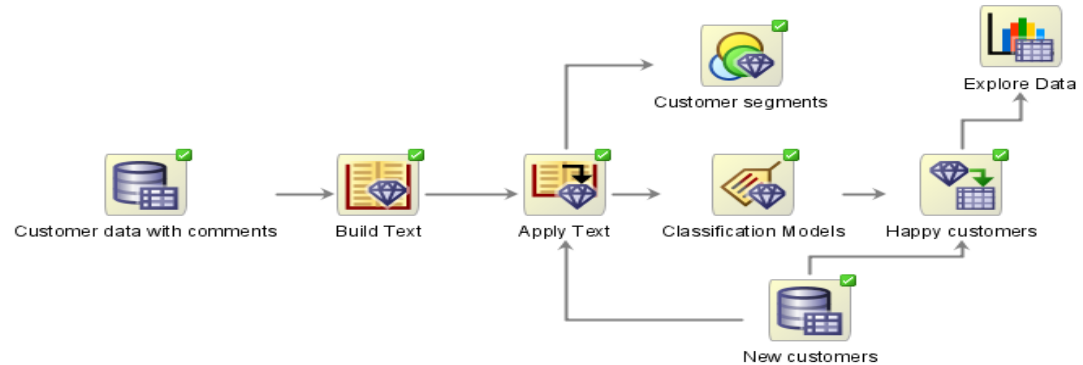 Customer segments
Explore Data
Customer data with comments
Build Text
Apply Text
Classification Models
Happy customers
New customers